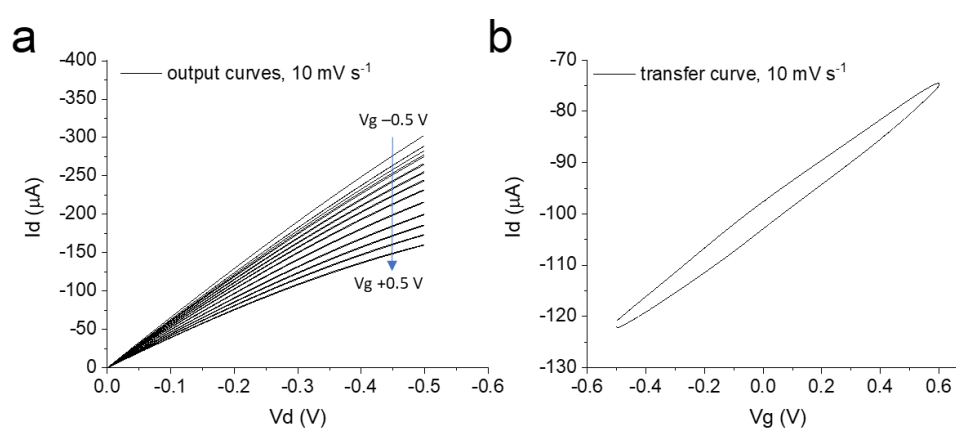 a
-400
-350
-300
-250
-200
-150
-100
-50
0
0.0 -0.1 -0.2 -0.3 -0.4 -0.5 -0.6
Id (μA)
Vd (V)
output curves, 10 mV s⁻¹
Vg –0.5 V
Vg +0.5 V
b
-70
-80
-90
-100
-110
-120
-130
-0.6 -0.4 -0.2 0.0 0.2 0.4 0.6
Id (μA)
Vg (V)
transfer curve, 10 mV s⁻¹